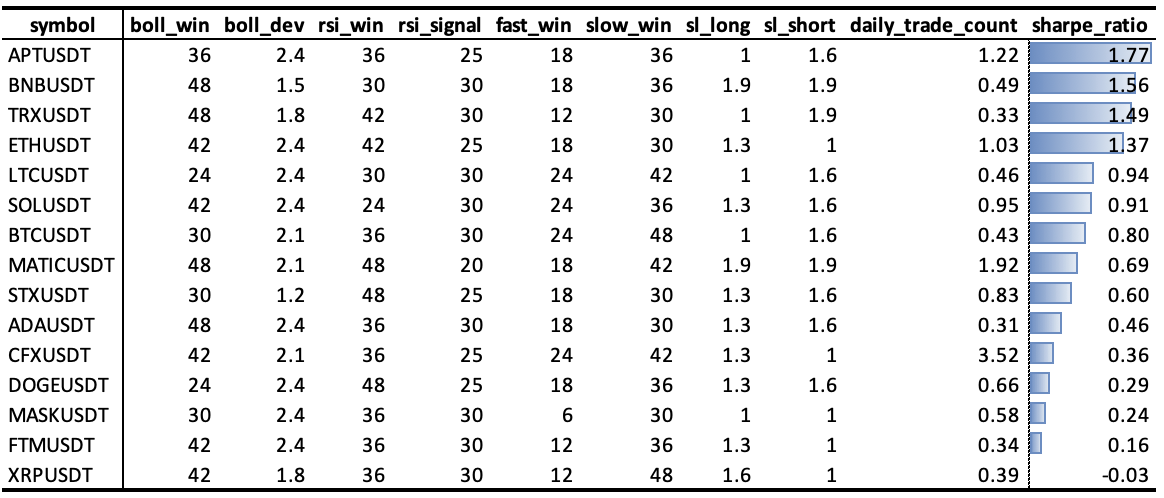 symbol boll_win boll_dev rsi_win rsi_signal fast_win slow_win sl_long sl_short daily_trade_count sharpe_ratio
APTUSDT 36 2.4 36 25 18 36 1 1.6 1.22 1.77
BNBUSDT 48 1.5 30 30 18 36 1.9 1.9 0.49 1.56
TRXUSDT 48 1.8 42 30 12 30 1 1.9 0.33 1.49
ETHUSDT 42 2.4 42 25 18 30 1.3 1 1.03 1.37
LTCUSDT 24 2.4 30 30 24 42 1 1.6 0.46 0.94
SOLUSDT 42 2.4 24 30 24 36 1.3 1.6 0.95 0.91
BTCUSDT 30 2.1 36 30 24 48 1 1.6 0.43 0.80
MATICUSDT 48 2.1 48 20 18 42 1.9 1.9 1.92 0.69
STXUSDT 30 1.2 48 25 18 30 1.3 1.6 0.83 0.60
ADAUSDT 48 2.4 36 30 18 30 1.3 1.6 0.31 0.46
CFXUSDT 42 2.1 36 25 24 42 1.3 1 3.52 0.36
DOGEUSDT 24 2.4 48 25 18 36 1.3 1.6 0.66 0.29
MASKUSDT 30 2.4 36 30 6 30 1 1 0.58 0.24
FTMUSDT 42 2.4 36 30 12 36 1.3 1 0.34 0.16
XRPUSDT 42 1.8 36 30 12 48 1.6 1 0.39 -0.03